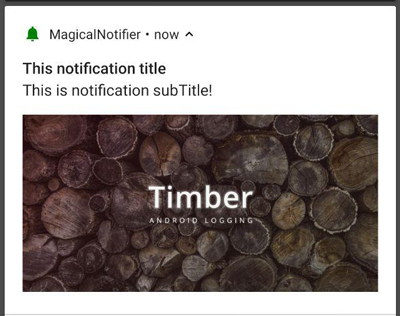 MagicalNotifier • now
This notification title
This is notification subTitle!
Timber
ANDROID LOGGING